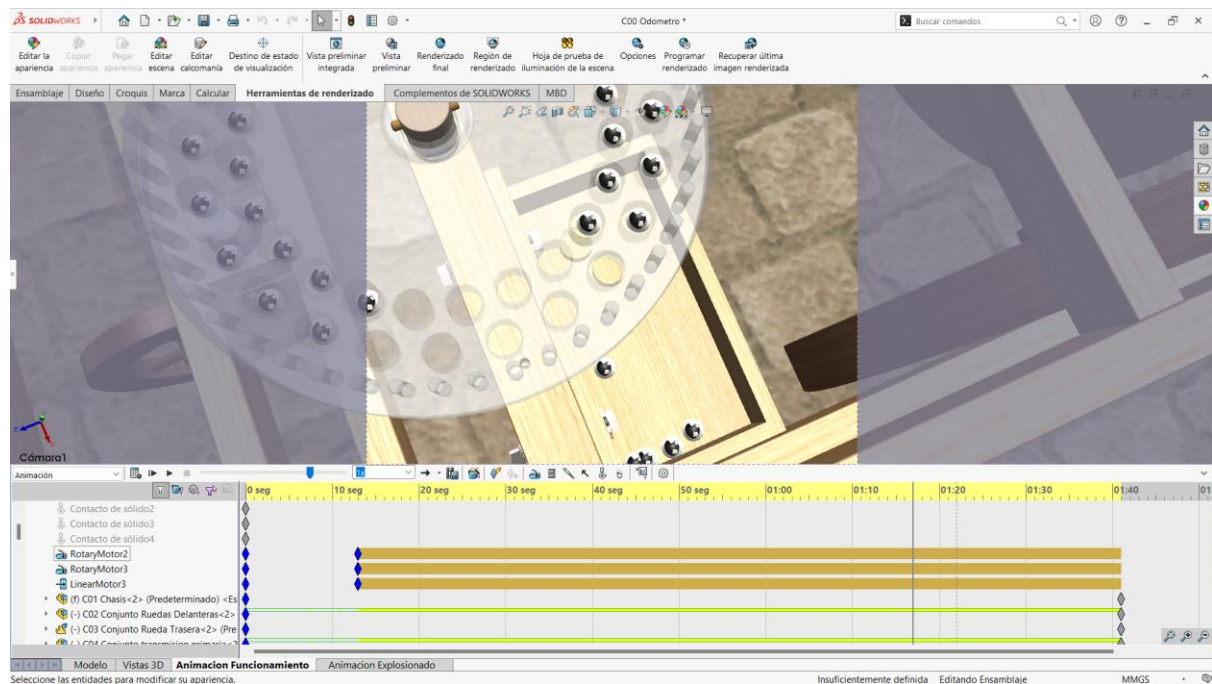 SOLIDWORKS
C00 Odometro *
Buscar comandos
Editar la apariencia
Copiar apariencia
Pegar apariencia
Editar escena
Editar calcomanía
Destino de estado de visualización
Vista preliminar integrada
Vista preliminar
Renderizado final
Región de renderizado
Hoja de prueba de iluminación de la escena
Opciones
Programar renderizado
Recuperar última imagen renderizada
Ensamblaje Diseño Croquis Marca Calcular Herramientas de renderizado Complementos de SOLIDWORKS MBD
Cámara1
Animación
0 seg 10 seg 20 seg 30 seg 40 seg 50 seg 01:00 01:10 01:20 01:30 01:40
Contacto de sólido2
Contacto de sólido3
Contacto de sólido4
RotaryMotor2
RotaryMotor3
LinearMotor3
(f) C01 Chasis<2> (Predeterminado) <Es
(-) C02 Conjunto Ruedas Delanteras<2>
(-) C03 Conjunto Rueda Trasera<2> (Pre
Modelo Vistas 3D Animacion Funcionamiento Animacion Explosionado
Seleccione las entidades para modificar su apariencia.
Insuficientemente definida Editando Ensamblaje MMGS